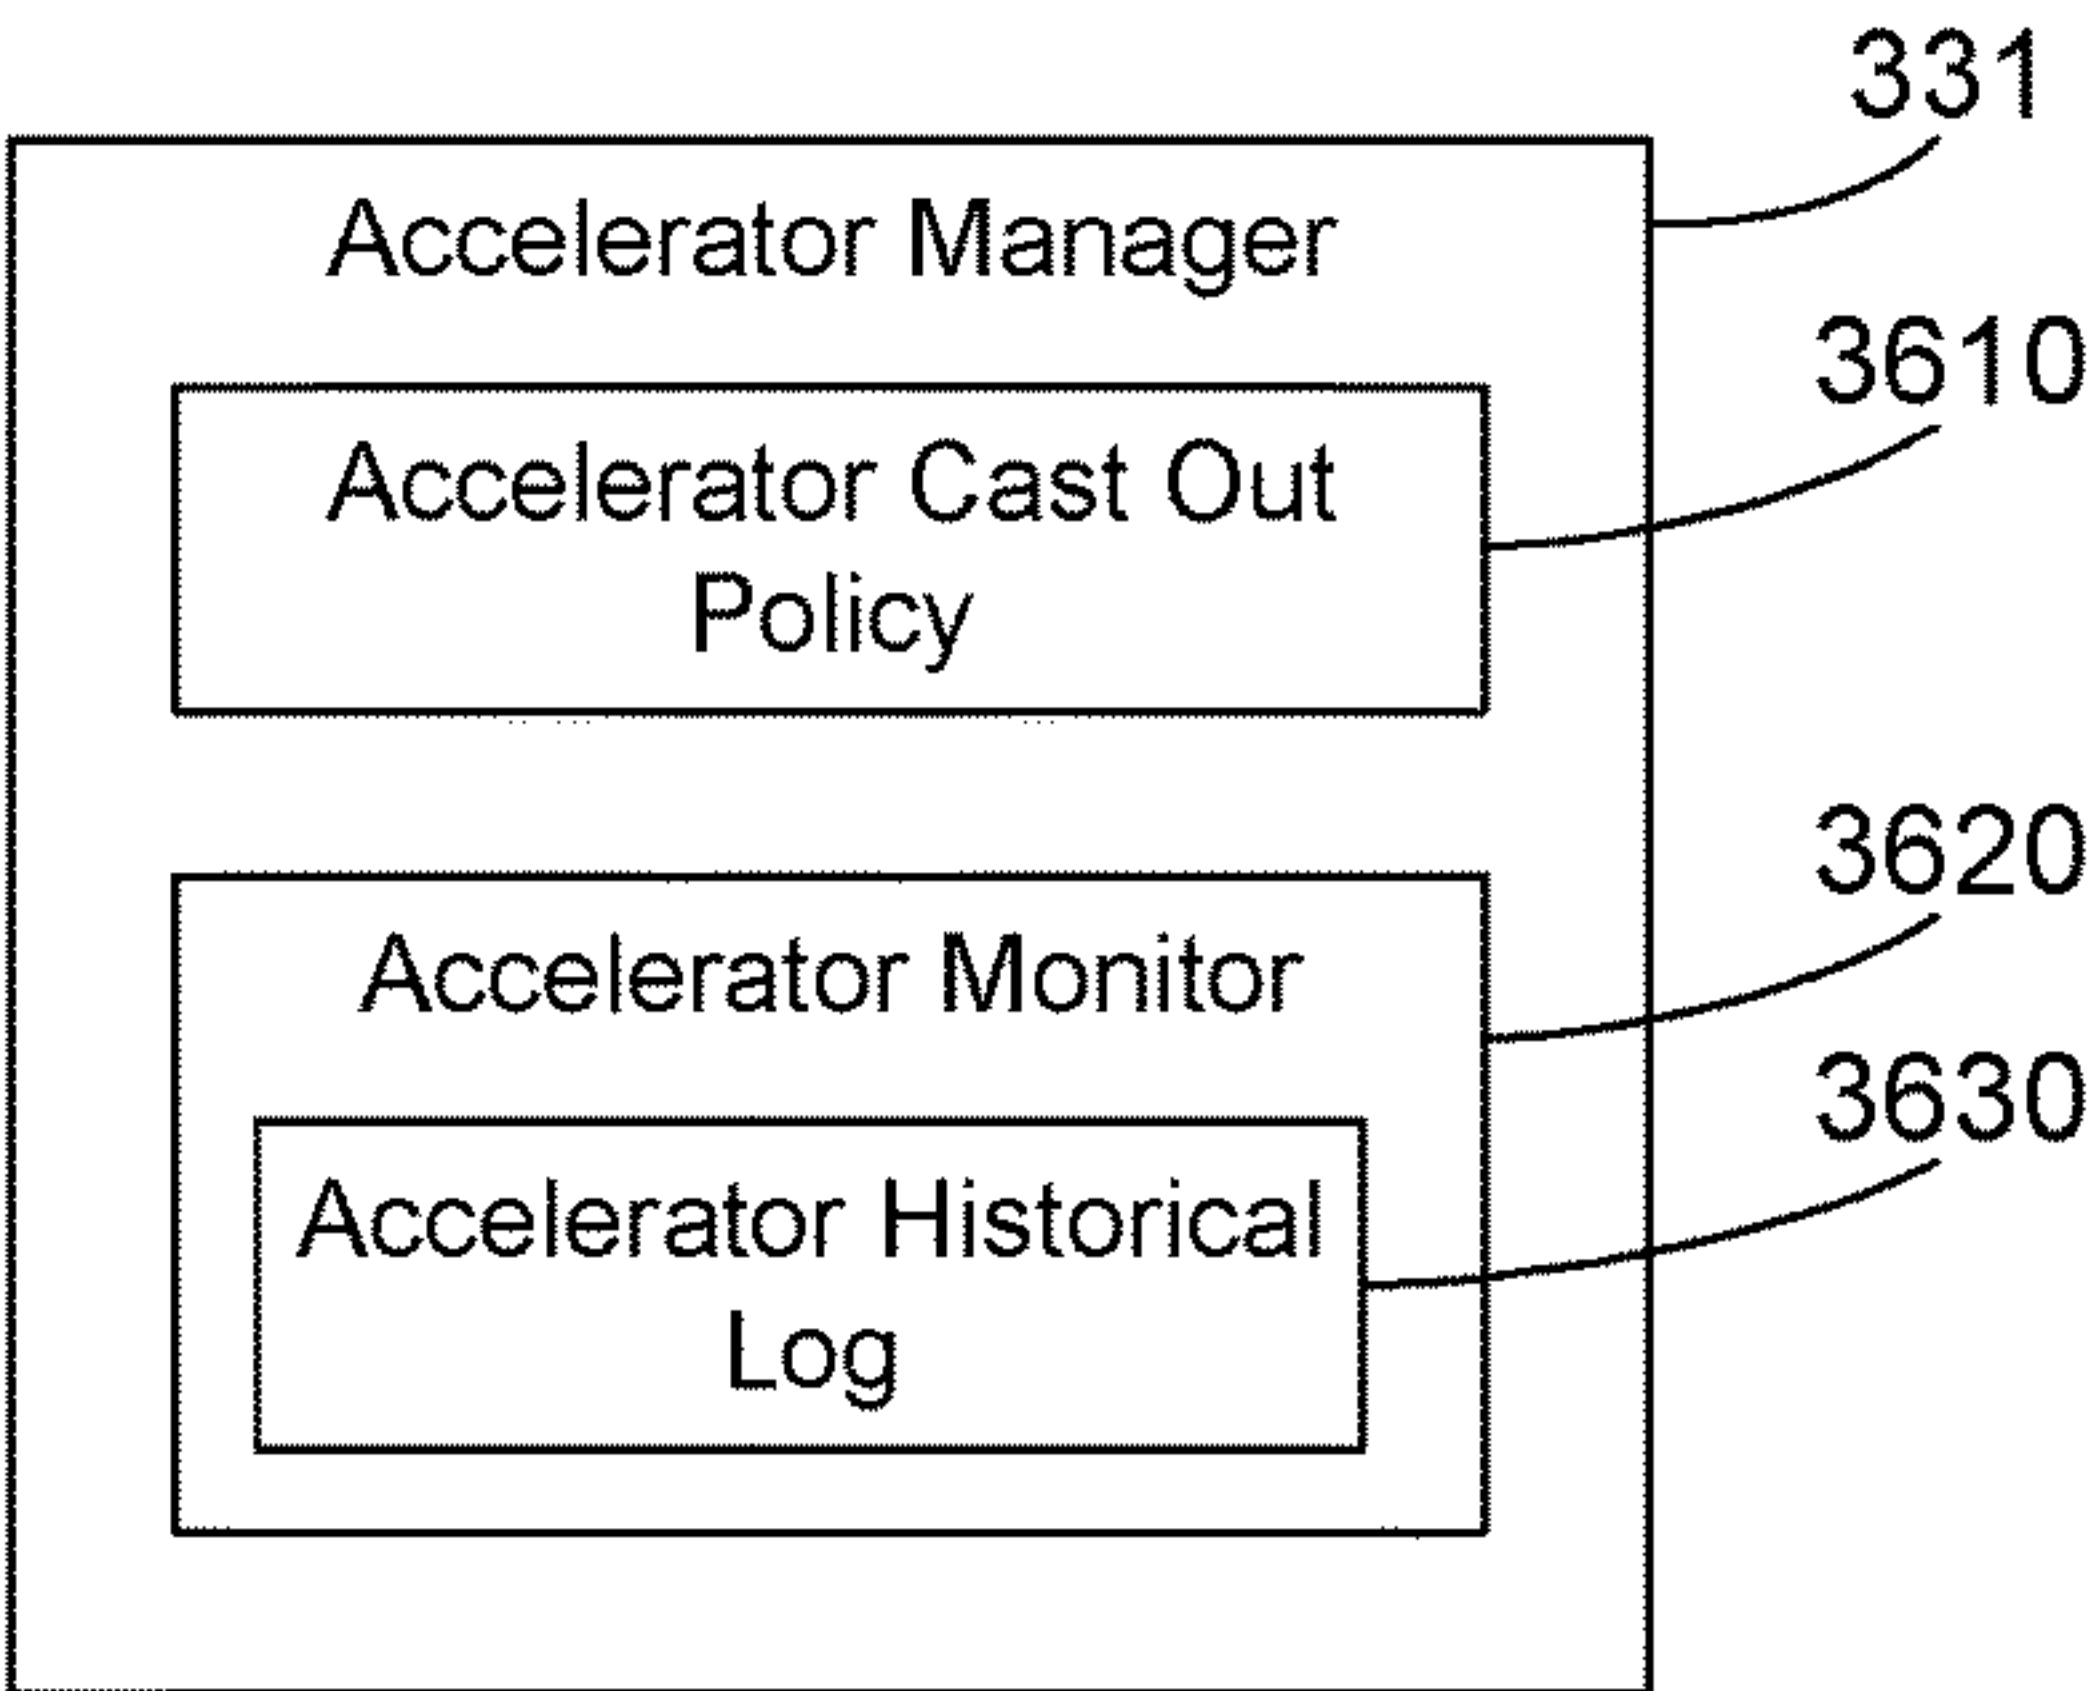 331
Accelerator Manager
3610
Accelerator Cast Out
Policy
3620
Accelerator Monitor
3630
Accelerator Historical
Log